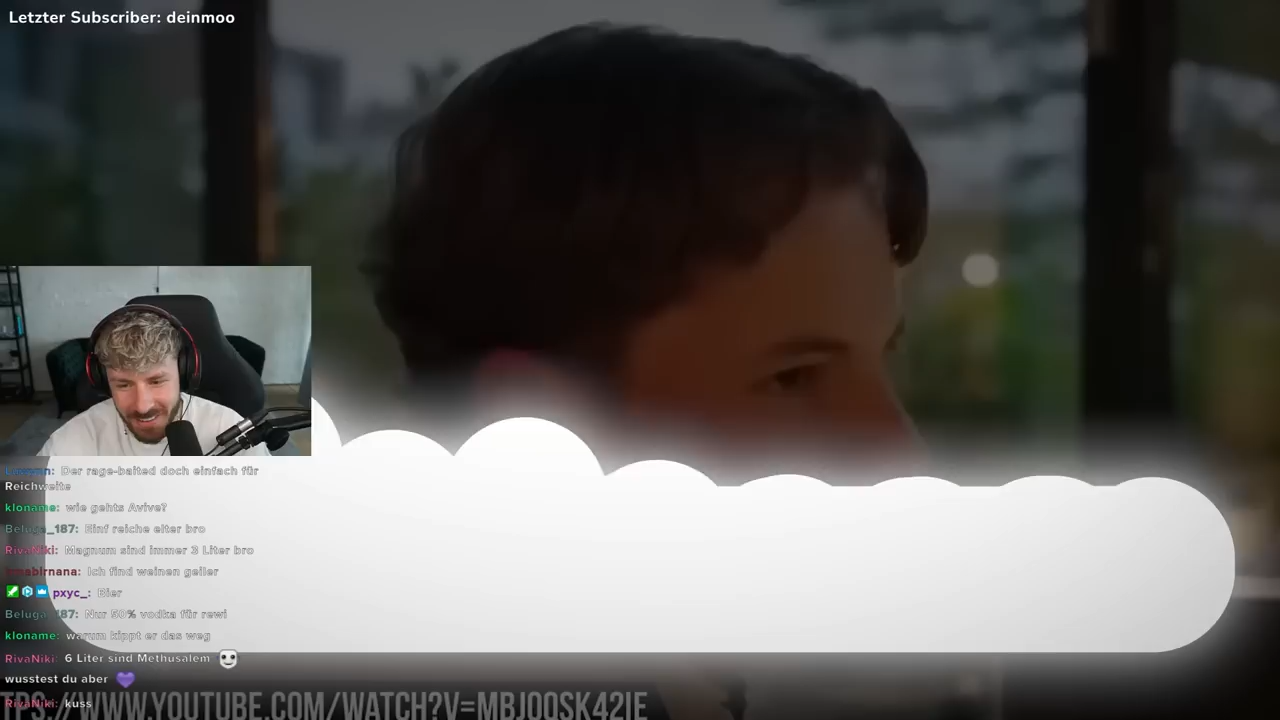 Letzter Subscriber: deinmoo
Der rage-baited doch einfach für
Reichweite
kloname: wie gehts Avive?
Beluga_187: Einf reiche elter bro
RivaNiki: Magnum sind immer 3 Liter bro
Ich find weinen geiler
pxyc_: Bier
Beluga_187: Nur 50% vodka für rewi
kloname: warum kippt er das weg
RivaNiki: 6 Liter sind Methusalem
wusstest du aber
RivaNiki: kuss
TPS://WWW.YOUTUBE.COM/WATCH?V=MBJOQSK42IE